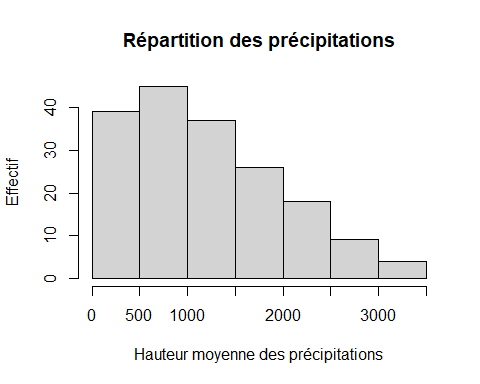 Répartition des précipitations
Effectif
40
30
20
10
0
0 500 1000 2000 3000
Hauteur moyenne des précipitations